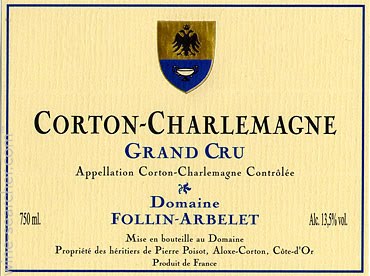 CORTON-CHARLEMAGNE
GRAND CRU
Appellation Corton-Charlemagne Contrôlée
Domaine
750 ml. FOLLIN-ARBELET Alc. 13,5% vol.
Mise en bouteille au Domaine
Propriété des héritiers de Pierre Poisot, Aloxe-Corton, Côte-d'Or
Produit de France